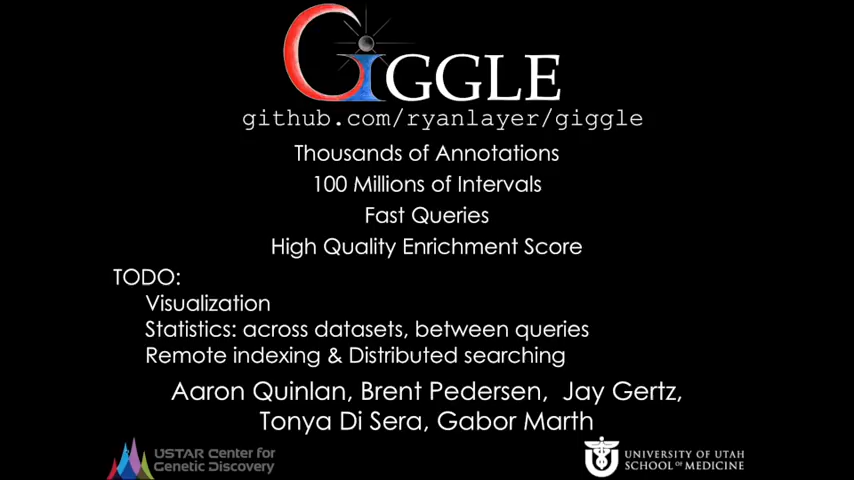 GIGGLE
github.com/ryanlayer/giggle
Thousands of Annotations
100 Millions of Intervals
Fast Queries
High Quality Enrichment Score
TODO:
Visualization
Statistics: across datasets, between queries
Remote indexing & Distributed searching
Aaron Quinlan, Brent Pedersen, Jay Gertz,
Tonya Di Sera, Gabor Marth
USTAR Center for
Genetic Discovery
UNIVERSITY OF UTAH
SCHOOL OF MEDICINE